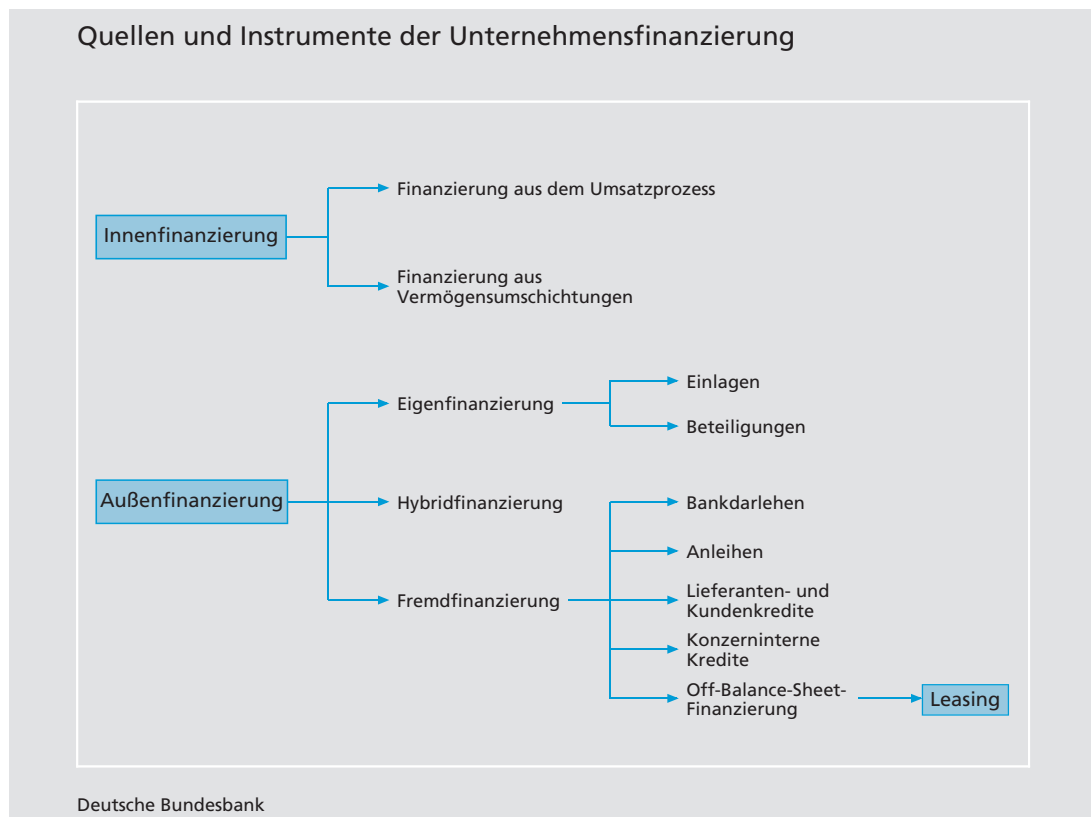 Quellen und Instrumente der Unternehmensfinanzierung
Finanzierung aus dem Umsatzprozess
Innenfinanzierung
Finanzierung aus
Vermögensumschichtungen
Eigenfinanzierung
Einlagen
Beteiligungen
Außenfinanzierung
Hybridfinanzierung
Fremdfinanzierung
Bankdarlehen
Anleihen
Lieferanten- und
Kundenkredite
Konzerninterne
Kredite
Off-Balance-Sheet-
Finanzierung
Leasing
Deutsche Bundesbank